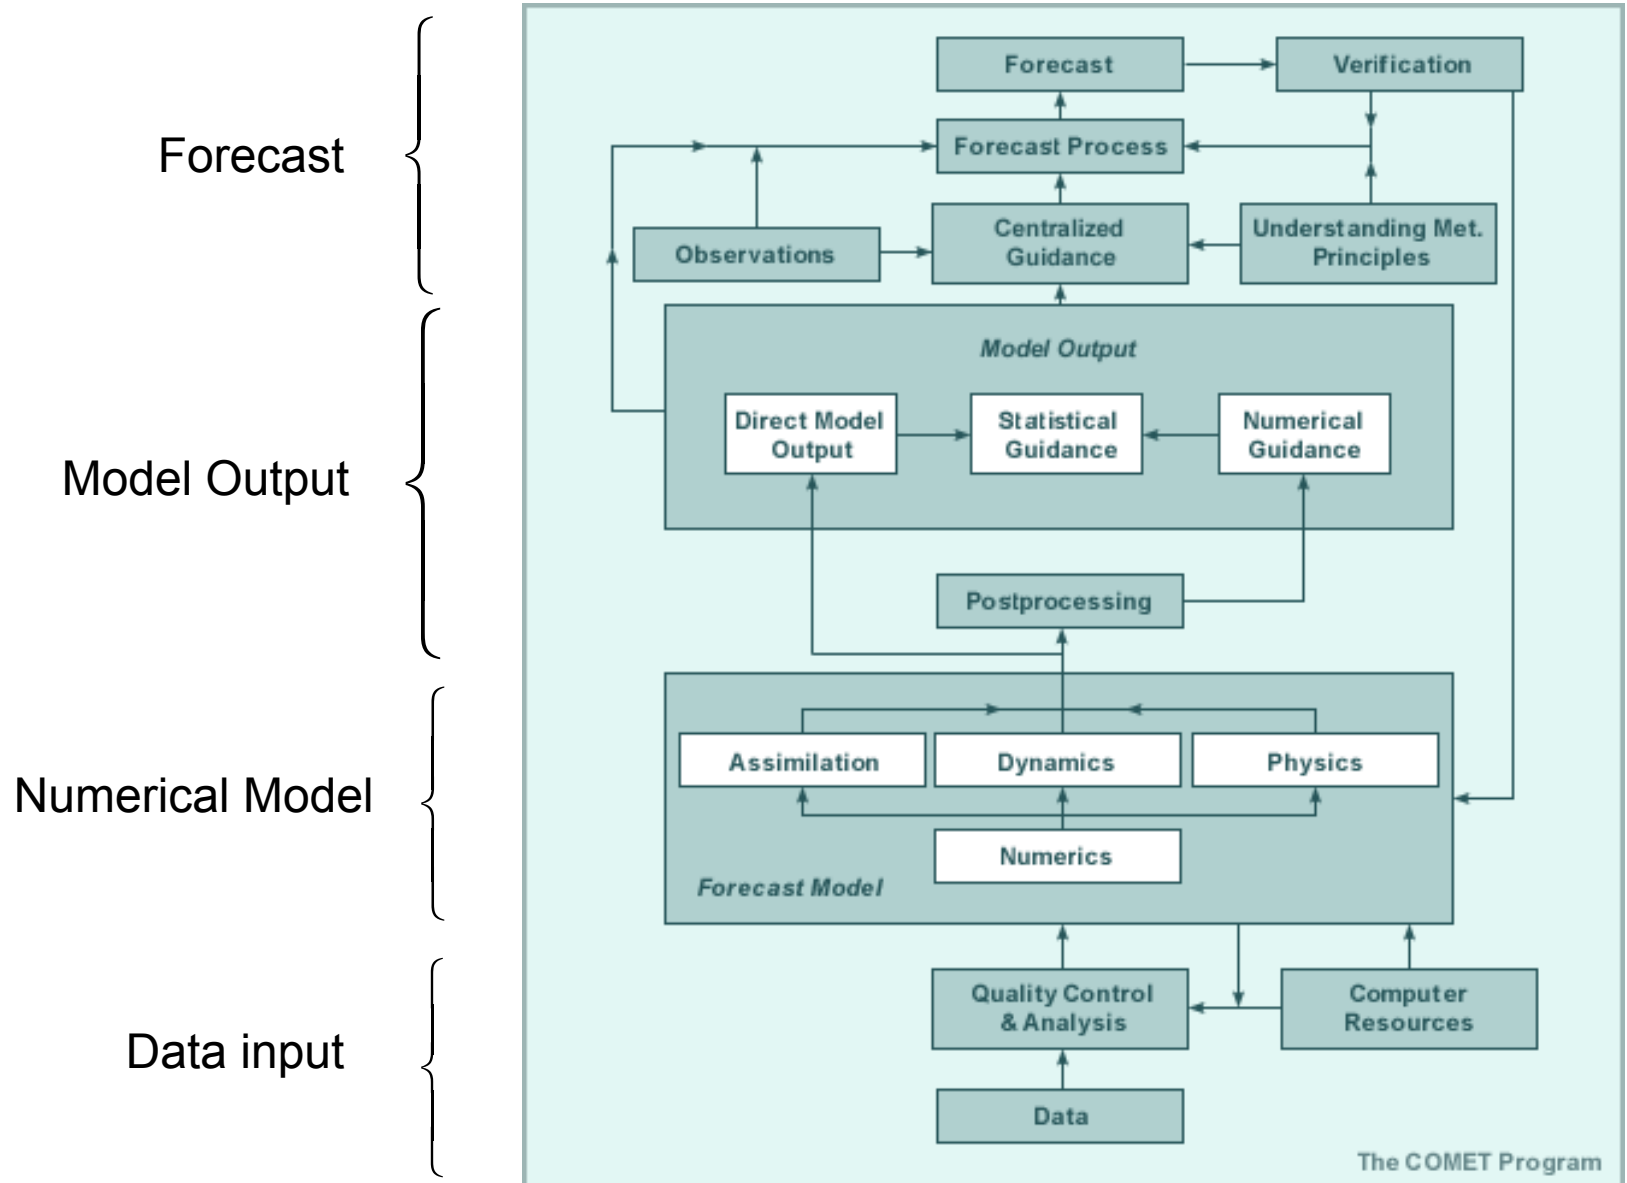 Forecast
Model Output
Numerical Model
Data input
Forecast
Verification
Forecast Process
Observations
Centralized
Guidance
Understanding Met.
Principles
Model Output
Direct Model
Output
Statistical
Guidance
Numerical
Guidance
Postprocessing
Assimilation
Dynamics
Physics
Numerics
Forecast Model
Quality Control
& Analysis
Computer
Resources
Data
The COMET Program